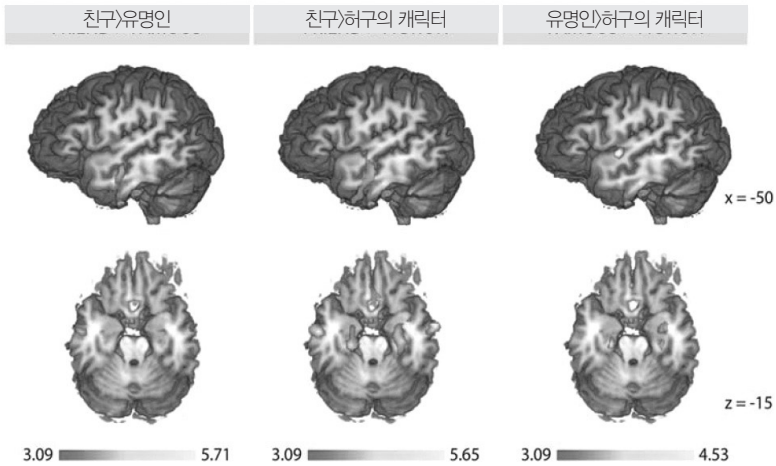 친구〉유명인 친구〉허구의 캐릭터 유명인〉허구의 캐릭터
x = -50
z = -15
3.09 5.71 3.09 5.65 3.09 4.53